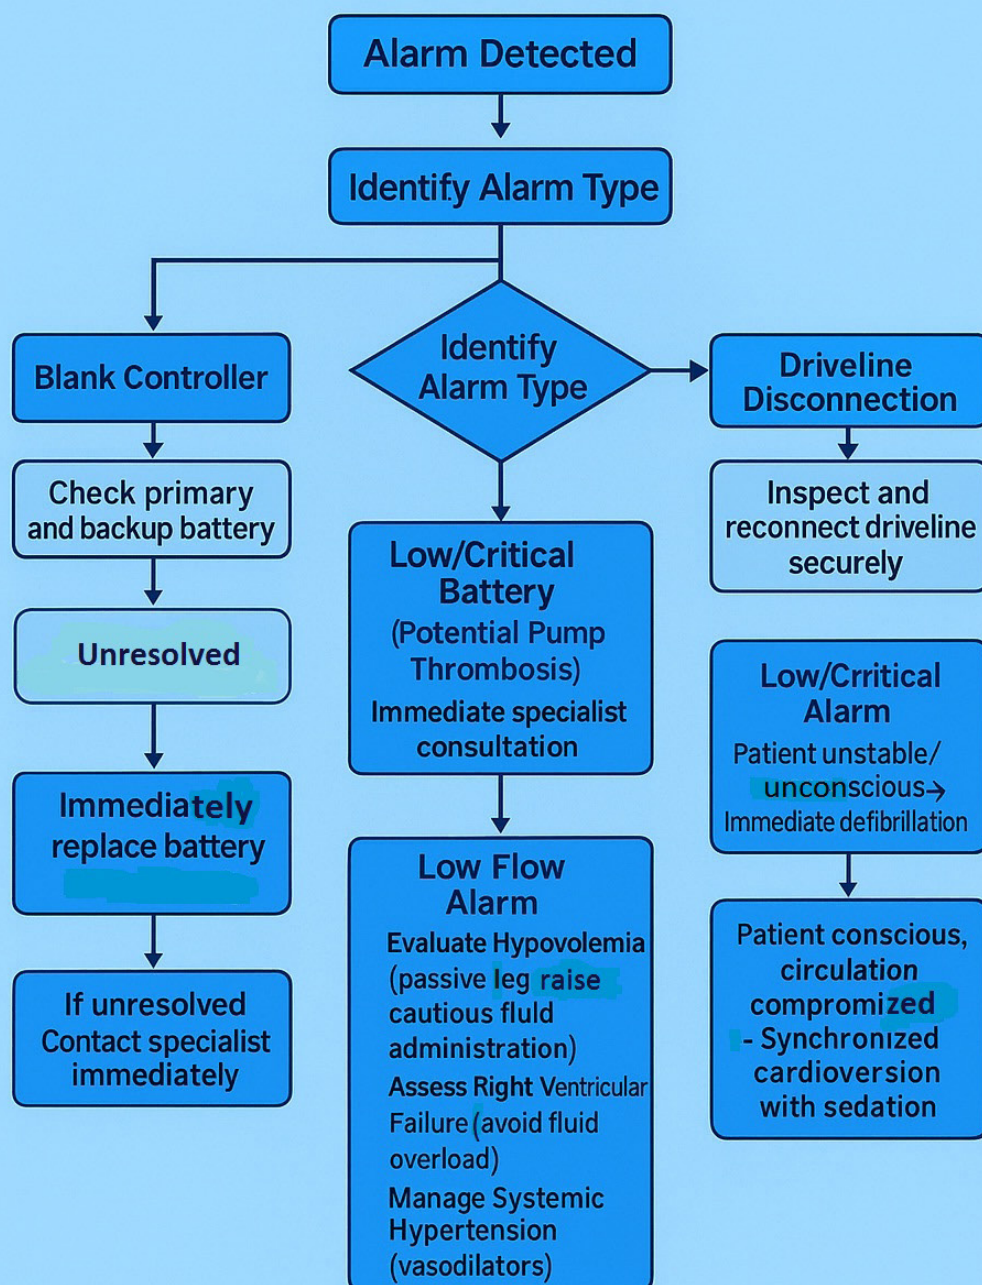 Alarm Detected
Identify Alarm Type
Blank Controller
Check primary
and backup battery
Unresolved
Immediately
replace battery
If unresolved
Contact specialist
immediately
Identify
Alarm Type
Low/Critical
Battery
(Potential Pump
Thrombosis)
Immediate specialist
consultation
Low Flow
Alarm
Evaluate Hypovolemia
(passive leg raise
cautious fluid
administration)
Assess Right Ventricular
Failure (avoid fluid
overload)
Manage Systemic
Hypertension
(vasodilators)
Driveline
Disconnection
Inspect and
reconnect driveline
securely
Low/Crritical
Alarm
Patient unstable/
unconscious→
Immediate defibrillation
Patient conscious,
circulation
compromized
- Synchronized
cardioversion
with sedation